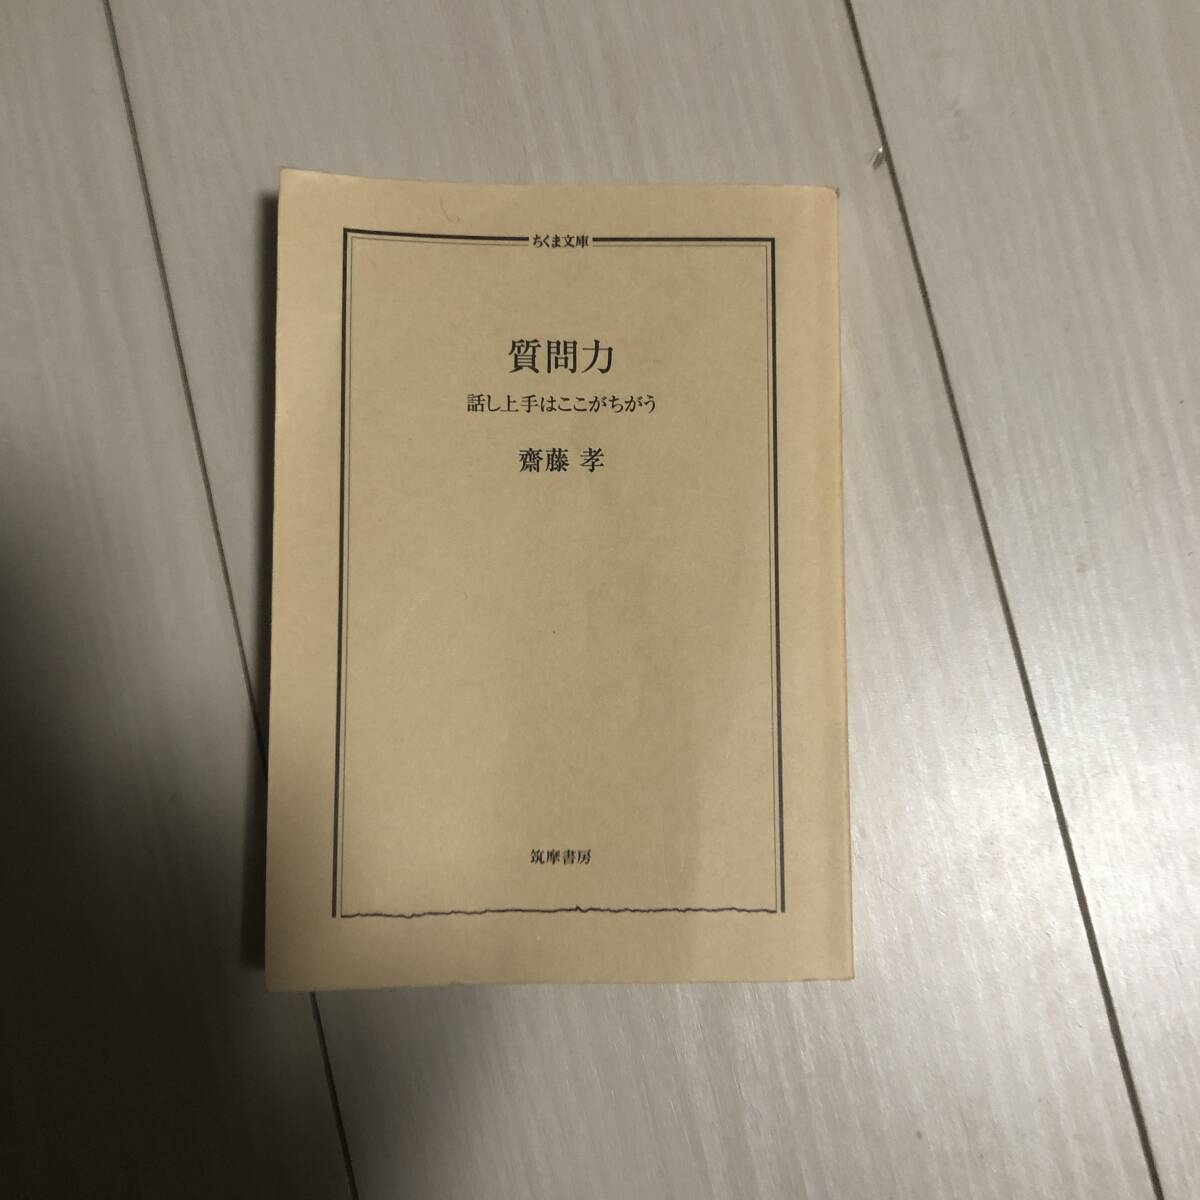 ちくま文庫
質問力
話し上手はここがちがう
齋藤 孝
筑摩書房